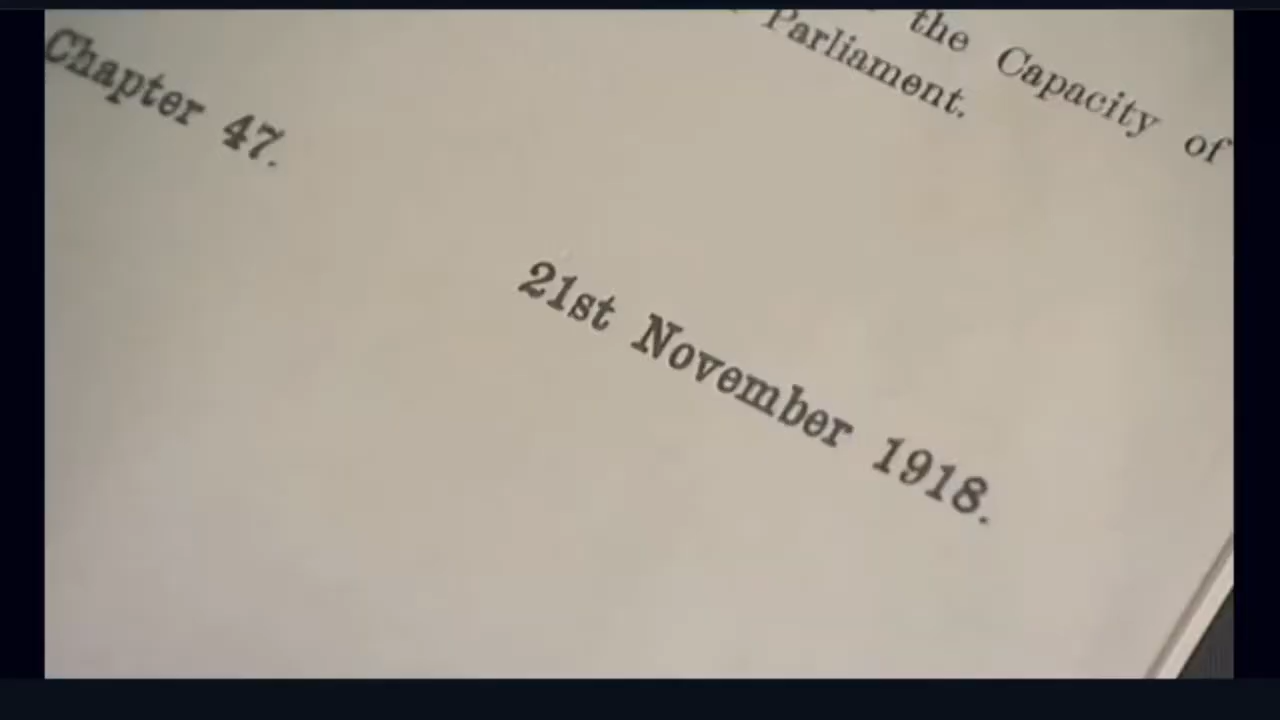 the Capacity of
Parliament.
Chapter 47.
21st November 1918.